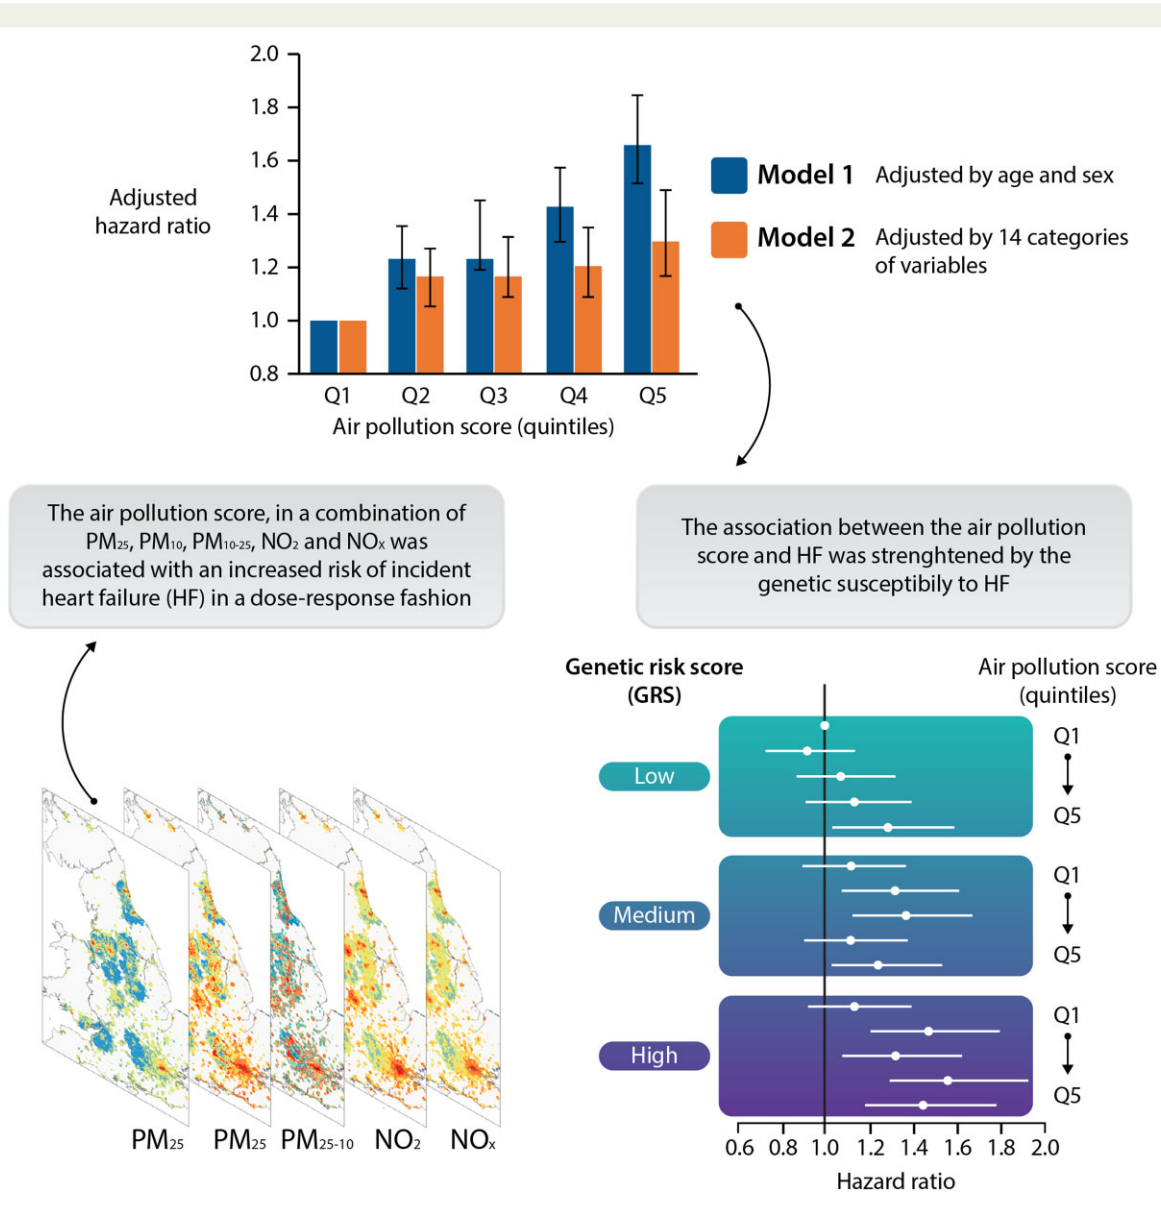 2.0
1.8
1.6
1.4
1.2
1.0
0.8
Adjusted
hazard ratio
Q1 Q2 Q3 Q4 Q5
Air pollution score (quintiles)
Model 1 Adjusted by age and sex
Model 2 Adjusted by 14 categories
of variables
The air pollution score, in a combination of
PM25, PM10, PM10-25, NO2 and NOx was
associated with an increased risk of incident
heart failure (HF) in a dose-response fashion
The association between the air pollution
score and HF was strenghtened by the
genetic susceptibily to HF
PM25 PM25 PM25-10 NO2 NOx
Genetic risk score
(GRS)
Air pollution score
(quintiles)
Low
Q1
Q5
Medium
Q1
Q5
High
Q1
Q5
0.6 0.8 1.0 1.2 1.4 1.6 1.8 2.0
Hazard ratio